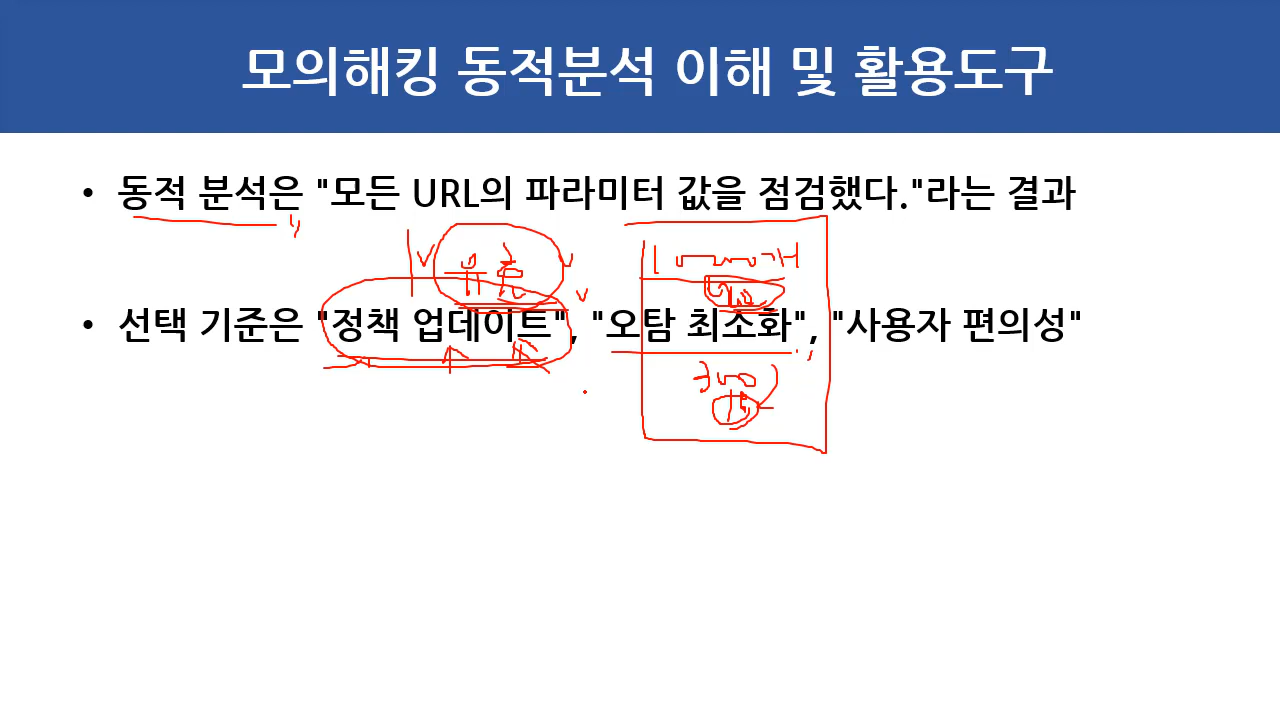 모의해킹 동적분석 이해 및 활용도구
• 동적 분석은 "모든 URL의 파라미터 값을 점검했다."라는 결과
유료
• 선택 기준은 "정책 업데이트", "오탐 최소화", "사용자 편의성"